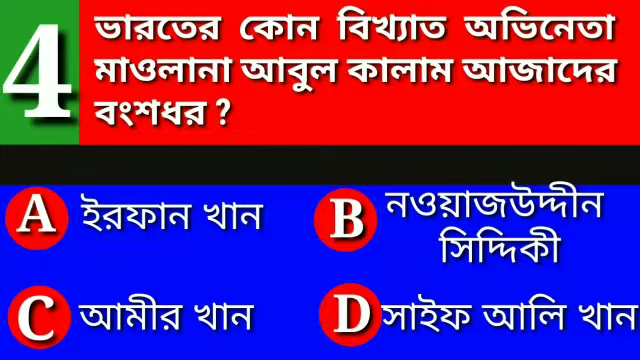 4
ভারতের কোন বিখ্যাত অভিনেতা
মাওলানা আবুল কালাম আজাদের
বংশধর ?
A ইরফান খান
B নওয়াজউদ্দীন
সিদ্দিকী
C আমীর খান
D সাইফ আলি খান